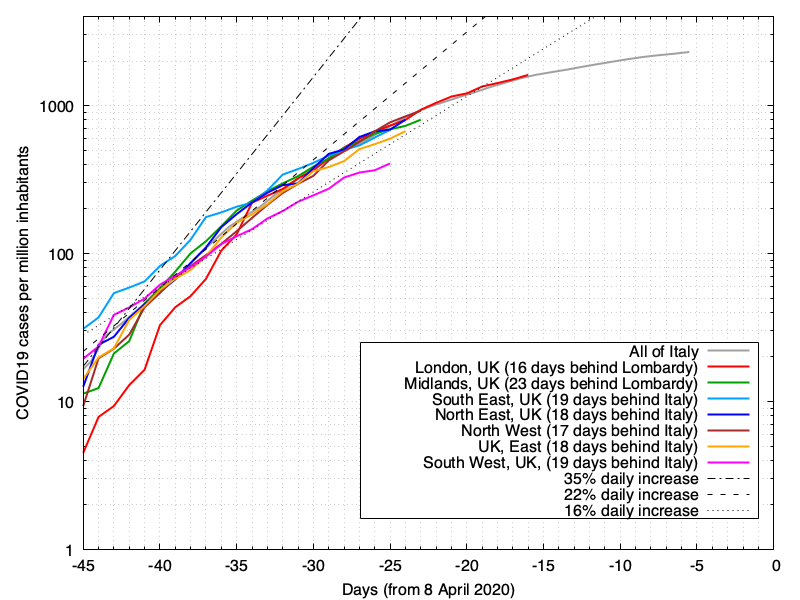 1000
100
10
1
COVID19 cases per million inhabitants
All of Italy
London, UK (16 days behind Lombardy)
Midlands, UK (23 days behind Lombardy)
South East, UK (19 days behind Italy)
North East, UK (18 days behind Italy)
North West (17 days behind Italy)
UK, East (18 days behind Italy)
South West, UK, (19 days behind Italy)
35% daily increase
22% daily increase
16% daily increase
-45 -40 -35 -30 -25 -20 -15 -10 -5 0
Days (from 8 April 2020)